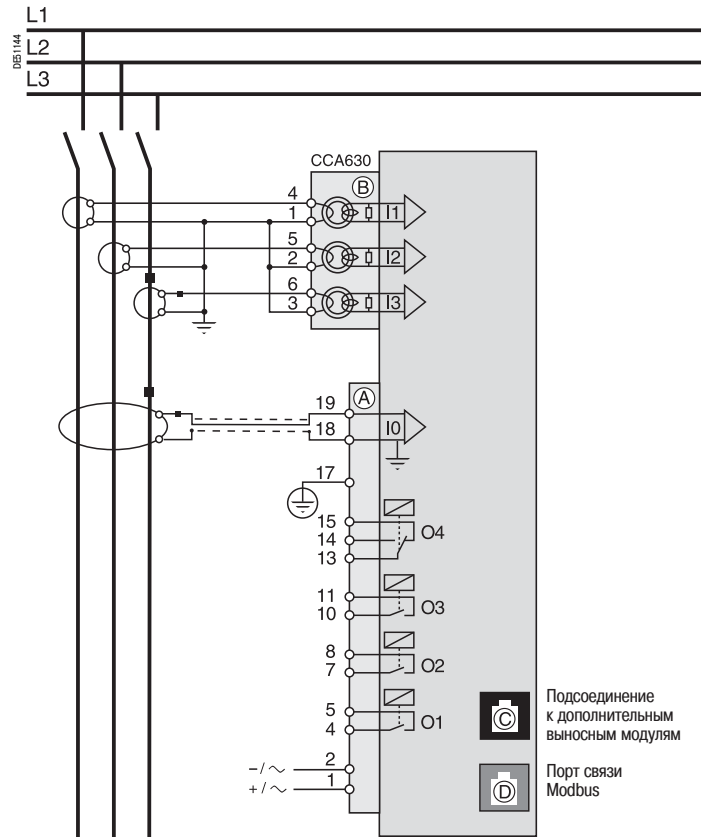 L1
DE51144
L2
L3
CCA630
B
4
1
I1
5
2
I2
6
3
I3
A
19
18
I0
17
15
14
13
O4
11
10
O3
8
7
O2
5
4
O1
C
Подсоединение
к дополнительным
выносным модулям
2
-/~
1
+/~
D
Порт связи
Modbus